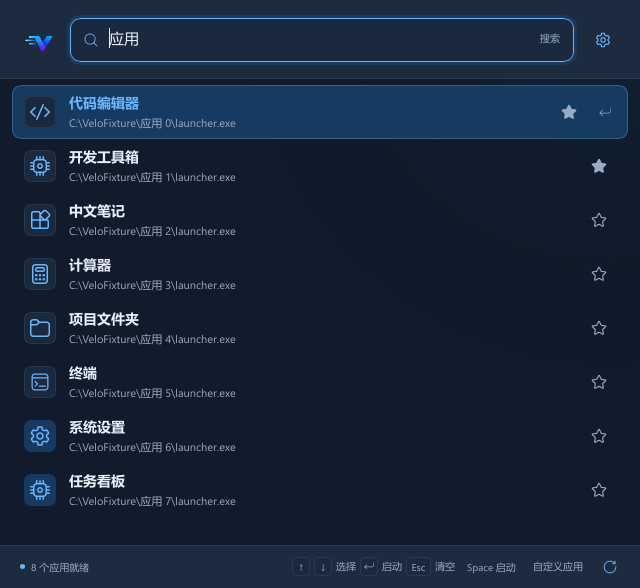 应用 搜索
代码编辑器
C:\VeloFixture\应用 0\launcher.exe
开发工具箱
C:\VeloFixture\应用 1\launcher.exe
中文笔记
C:\VeloFixture\应用 2\launcher.exe
计算器
C:\VeloFixture\应用 3\launcher.exe
项目文件夹
C:\VeloFixture\应用 4\launcher.exe
终端
C:\VeloFixture\应用 5\launcher.exe
系统设置
C:\VeloFixture\应用 6\launcher.exe
任务看板
C:\VeloFixture\应用 7\launcher.exe
8 个应用就绪 ↑ ↓ 选择 ↵ 启动 Esc 清空 Space 启动 自定义应用